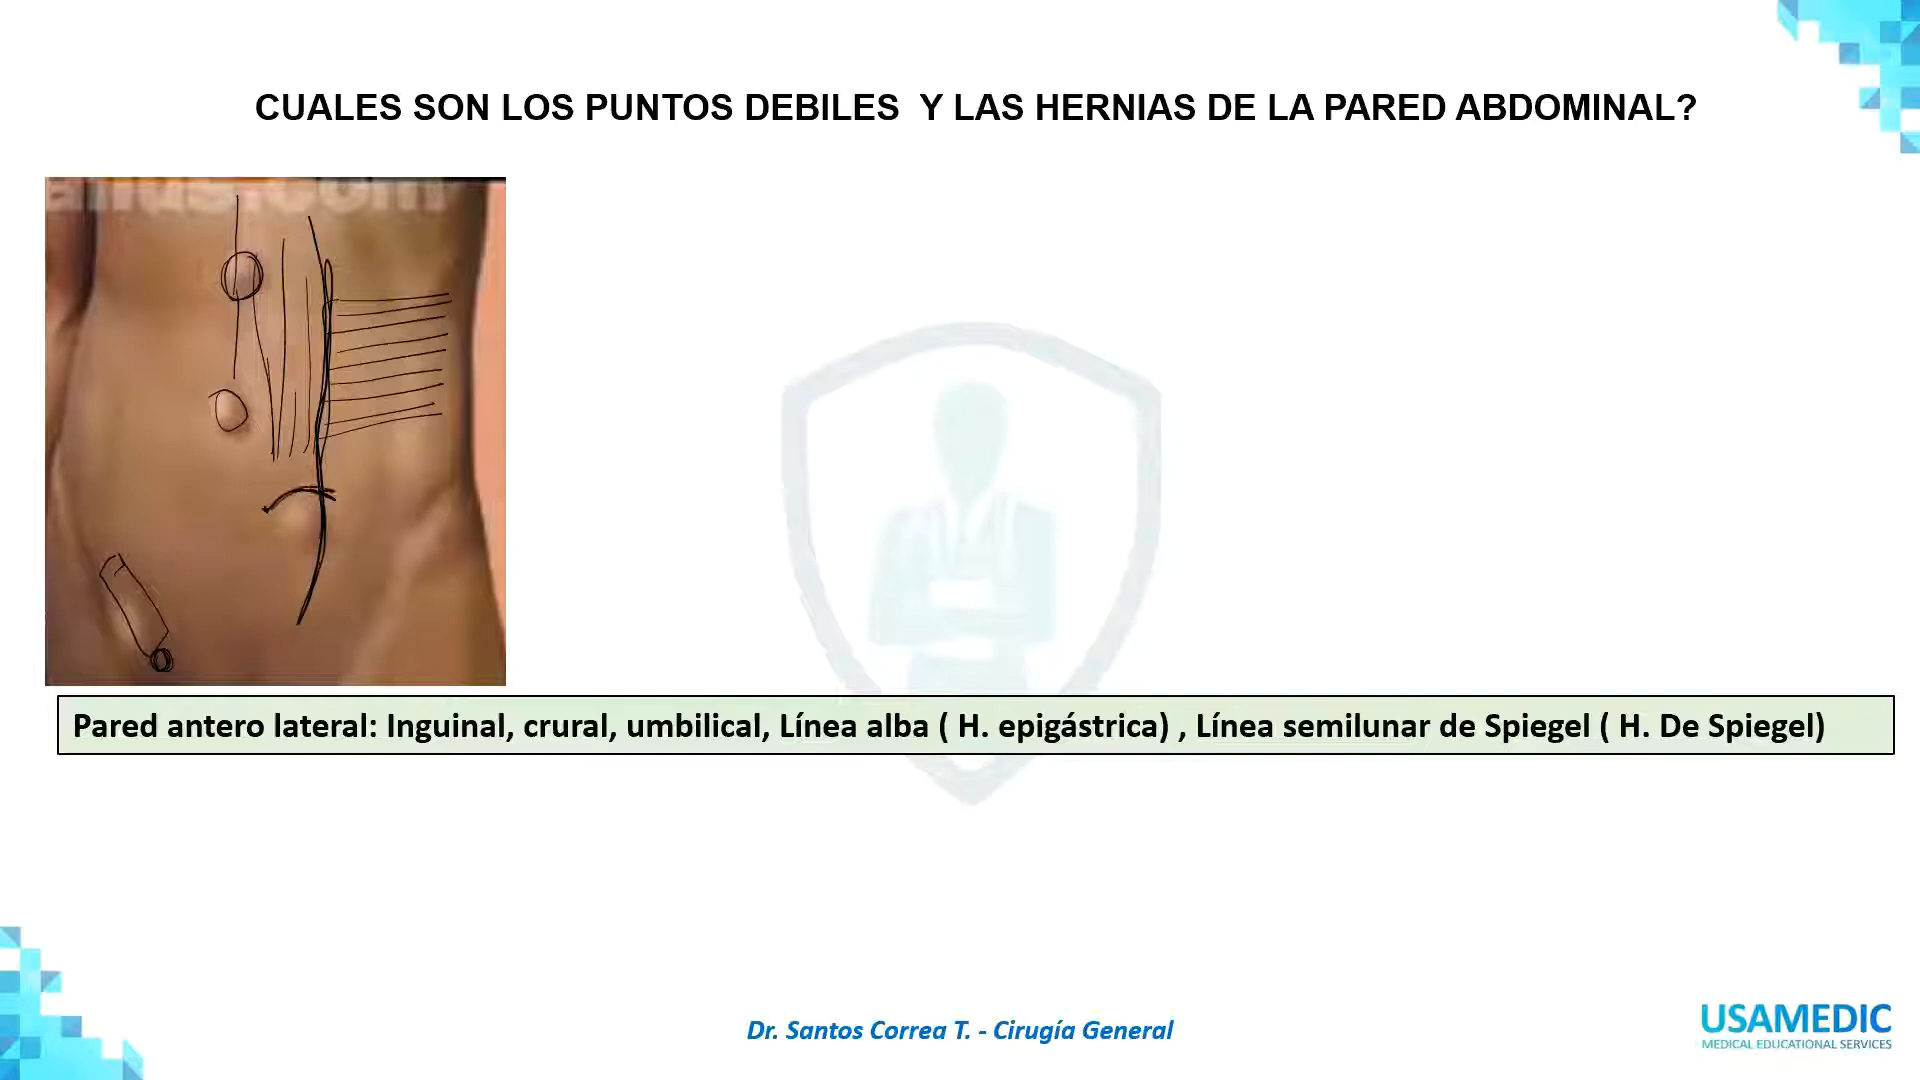 CUALES SON LOS PUNTOS DEBILES Y LAS HERNIAS DE LA PARED ABDOMINAL?
Pared antero lateral: Inguinal, crural, umbilical, Línea alba ( H. epigástrica) , Línea semilunar de Spiegel ( H. De Spiegel)
Dr. Santos Correa T. - Cirugía General
USAMEDIC
MEDICAL EDUCATIONAL SERVICES